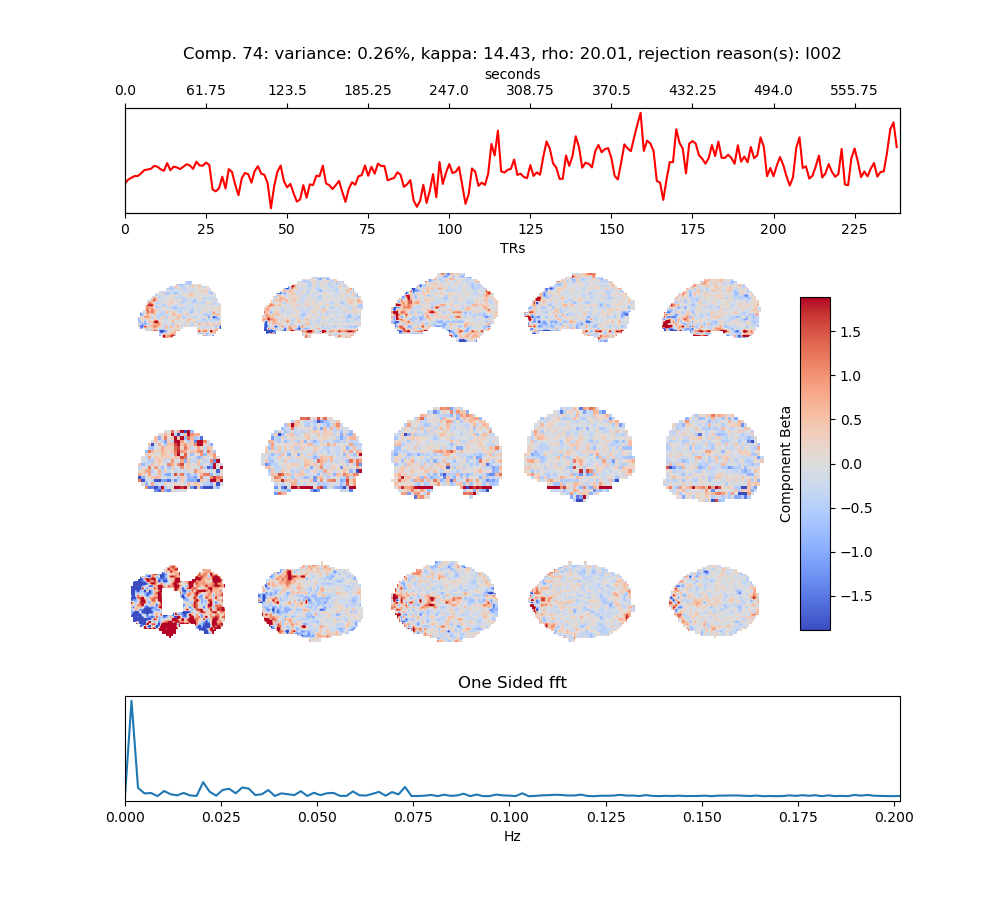 Comp. 74: variance: 0.26%, kappa: 14.43, rho: 20.01, rejection reason(s): I002
seconds
0.0 61.75 123.5 185.25 247.0 308.75 370.5 432.25 494.0 555.75
0 25 50 75 100 125 150 175 200 225
TRs
1.5
1.0
0.5
0.0
−0.5
−1.0
−1.5
Component Beta
One Sided fft
0.000 0.025 0.050 0.075 0.100 0.125 0.150 0.175 0.200
Hz